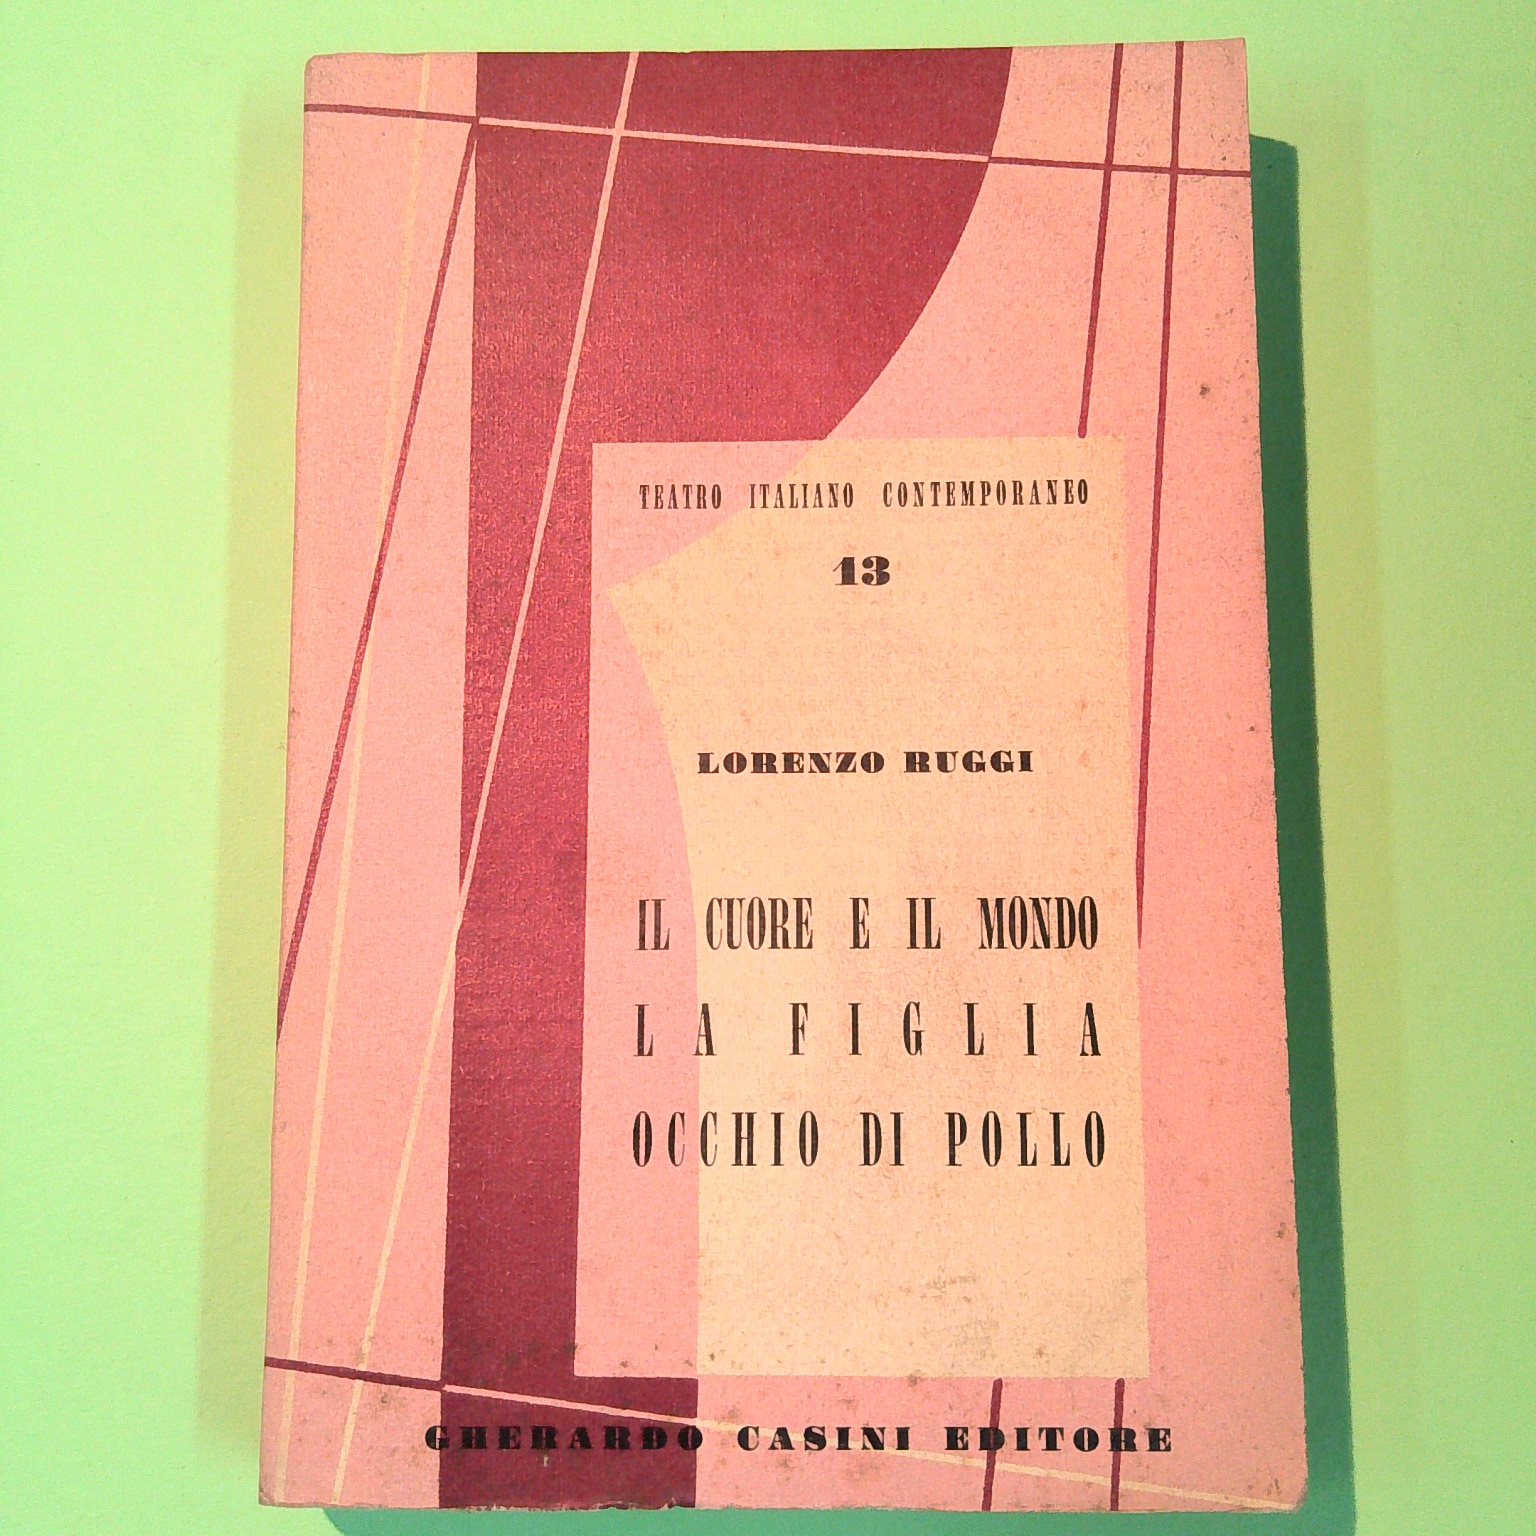 TEATRO ITALIANO CONTEMPORANEO
13
LORENZO RUGGI
IL CUORE E IL MONDO
LA FIGLIA
OCCHIO DI POLLO
GHERARDO CASINI EDITORE